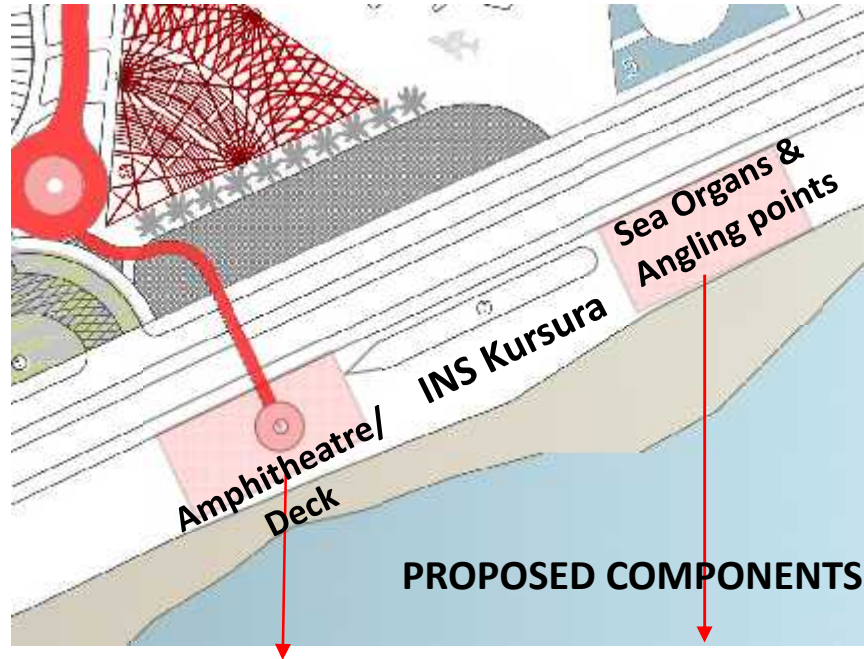 Sea Organs &
Angling points
INS Kursura
Amphitheatre/
Deck
PROPOSED COMPONENTS